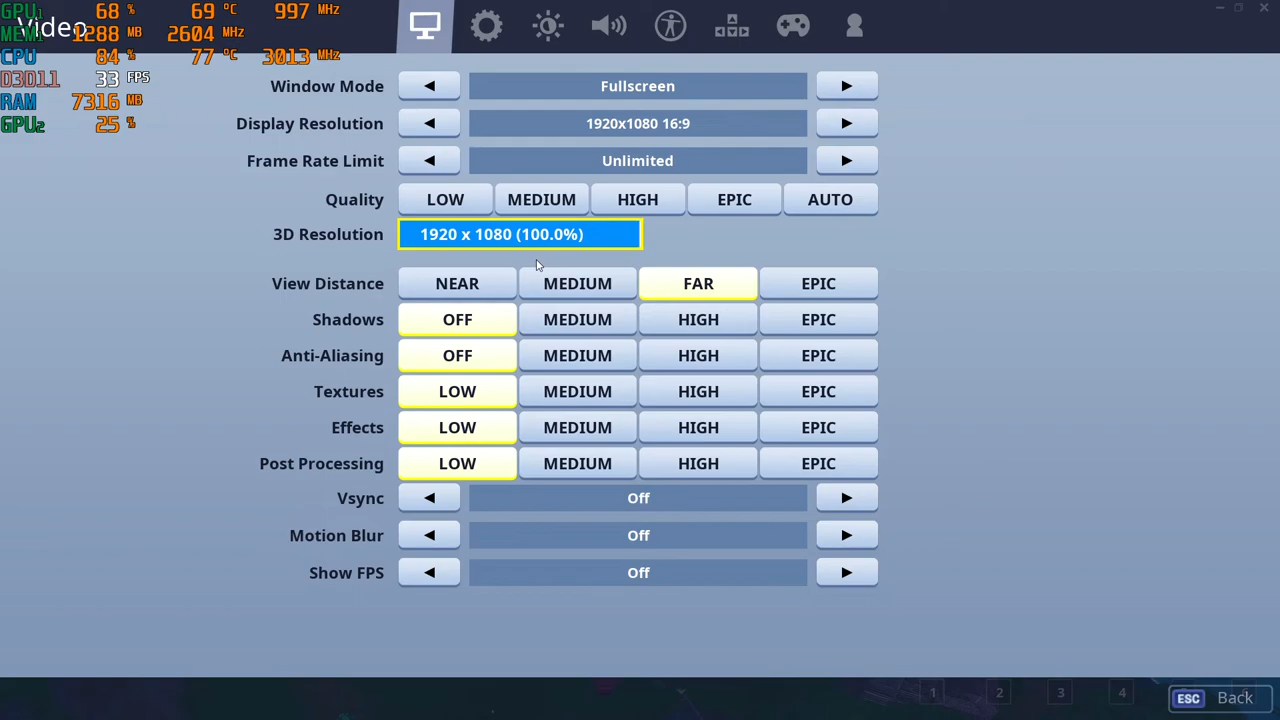 Video
GPU1 68 % 69 °C 997 MHz
MEM1 1288 MB 2604 MHz
CPU 84 % 77 °C 3013 MHz
D3D11 33 FPS
RAM 7316 MB
GPU2 25 %
Window Mode ◀ Fullscreen ▶
Display Resolution ◀ 1920x1080 16:9 ▶
Frame Rate Limit ◀ Unlimited ▶
Quality LOW MEDIUM HIGH EPIC AUTO
3D Resolution 1920 x 1080 (100.0%)
View Distance NEAR MEDIUM FAR EPIC
Shadows OFF MEDIUM HIGH EPIC
Anti-Aliasing OFF MEDIUM HIGH EPIC
Textures LOW MEDIUM HIGH EPIC
Effects LOW MEDIUM HIGH EPIC
Post Processing LOW MEDIUM HIGH EPIC
Vsync ◀ Off ▶
Motion Blur ◀ Off ▶
Show FPS ◀ Off ▶
1 2 3 4
ESC Back